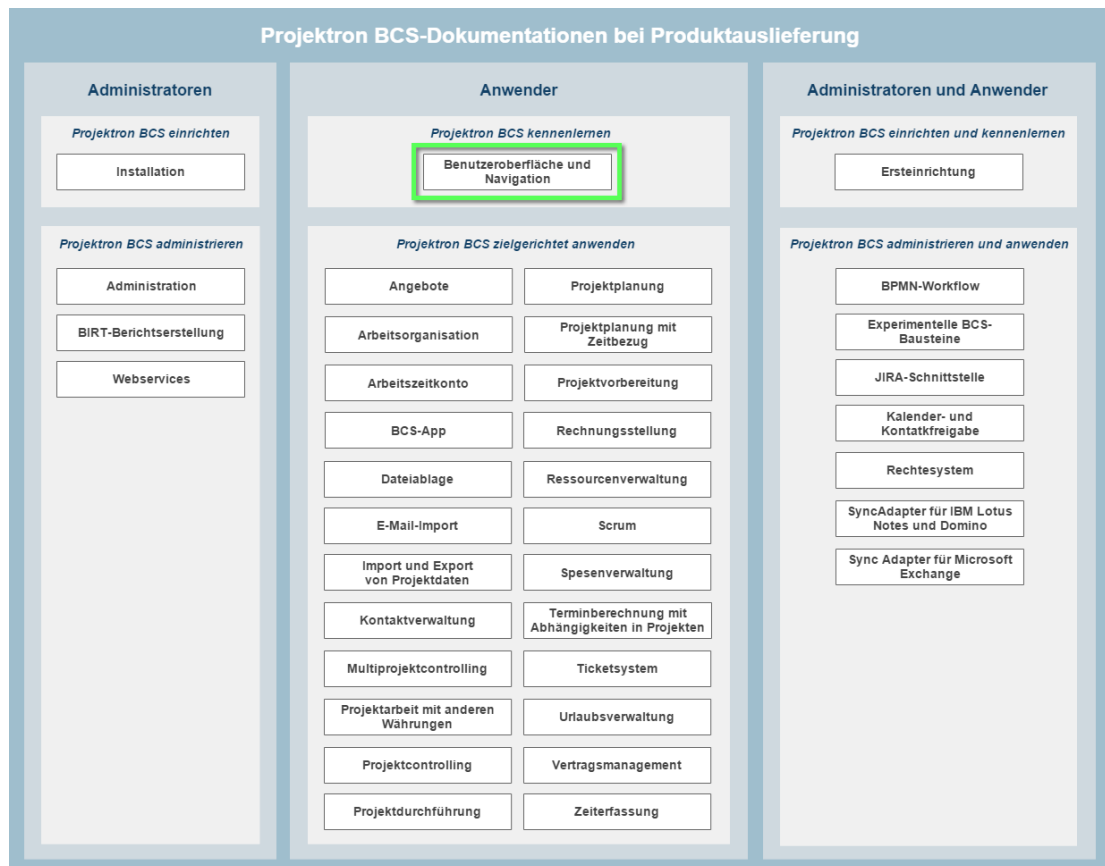 Projektron BCS-Dokumentationen bei Produktauslieferung
Administratoren
Projektron BCS einrichten
Installation
Projektron BCS administrieren
Administration
BIRT-Berichtserstellung
Webservices
Anwender
Projektron BCS kennenlernen
Benutzeroberfläche und
Navigation
Projektron BCS zielgerichtet anwenden
Angebote
Arbeitsorganisation
Arbeitszeitkonto
BCS-App
Dateiablage
E-Mail-Import
Import und Export
von Projektdaten
Kontaktverwaltung
Multiprojektcontrolling
Projektarbeit mit anderen
Währungen
Projektcontrolling
Projektdurchführung
Projektplanung
Projektplanung mit
Zeitbezug
Projektvorbereitung
Rechnungsstellung
Ressourcenverwaltung
Scrum
Spesenverwaltung
Terminberechnung mit
Abhängigkeiten in Projekten
Ticketsystem
Urlaubsverwaltung
Vertragsmanagement
Zeiterfassung
Administratoren und Anwender
Projektron BCS einrichten und kennenlernen
Ersteinrichtung
Projektron BCS administrieren und anwenden
BPMN-Workflow
Experimentelle BCS-
Bausteine
JIRA-Schnittstelle
Kalender- und
Kontatkfreigabe
Rechtesystem
SyncAdapter für IBM Lotus
Notes und Domino
Sync Adapter für Microsoft
Exchange